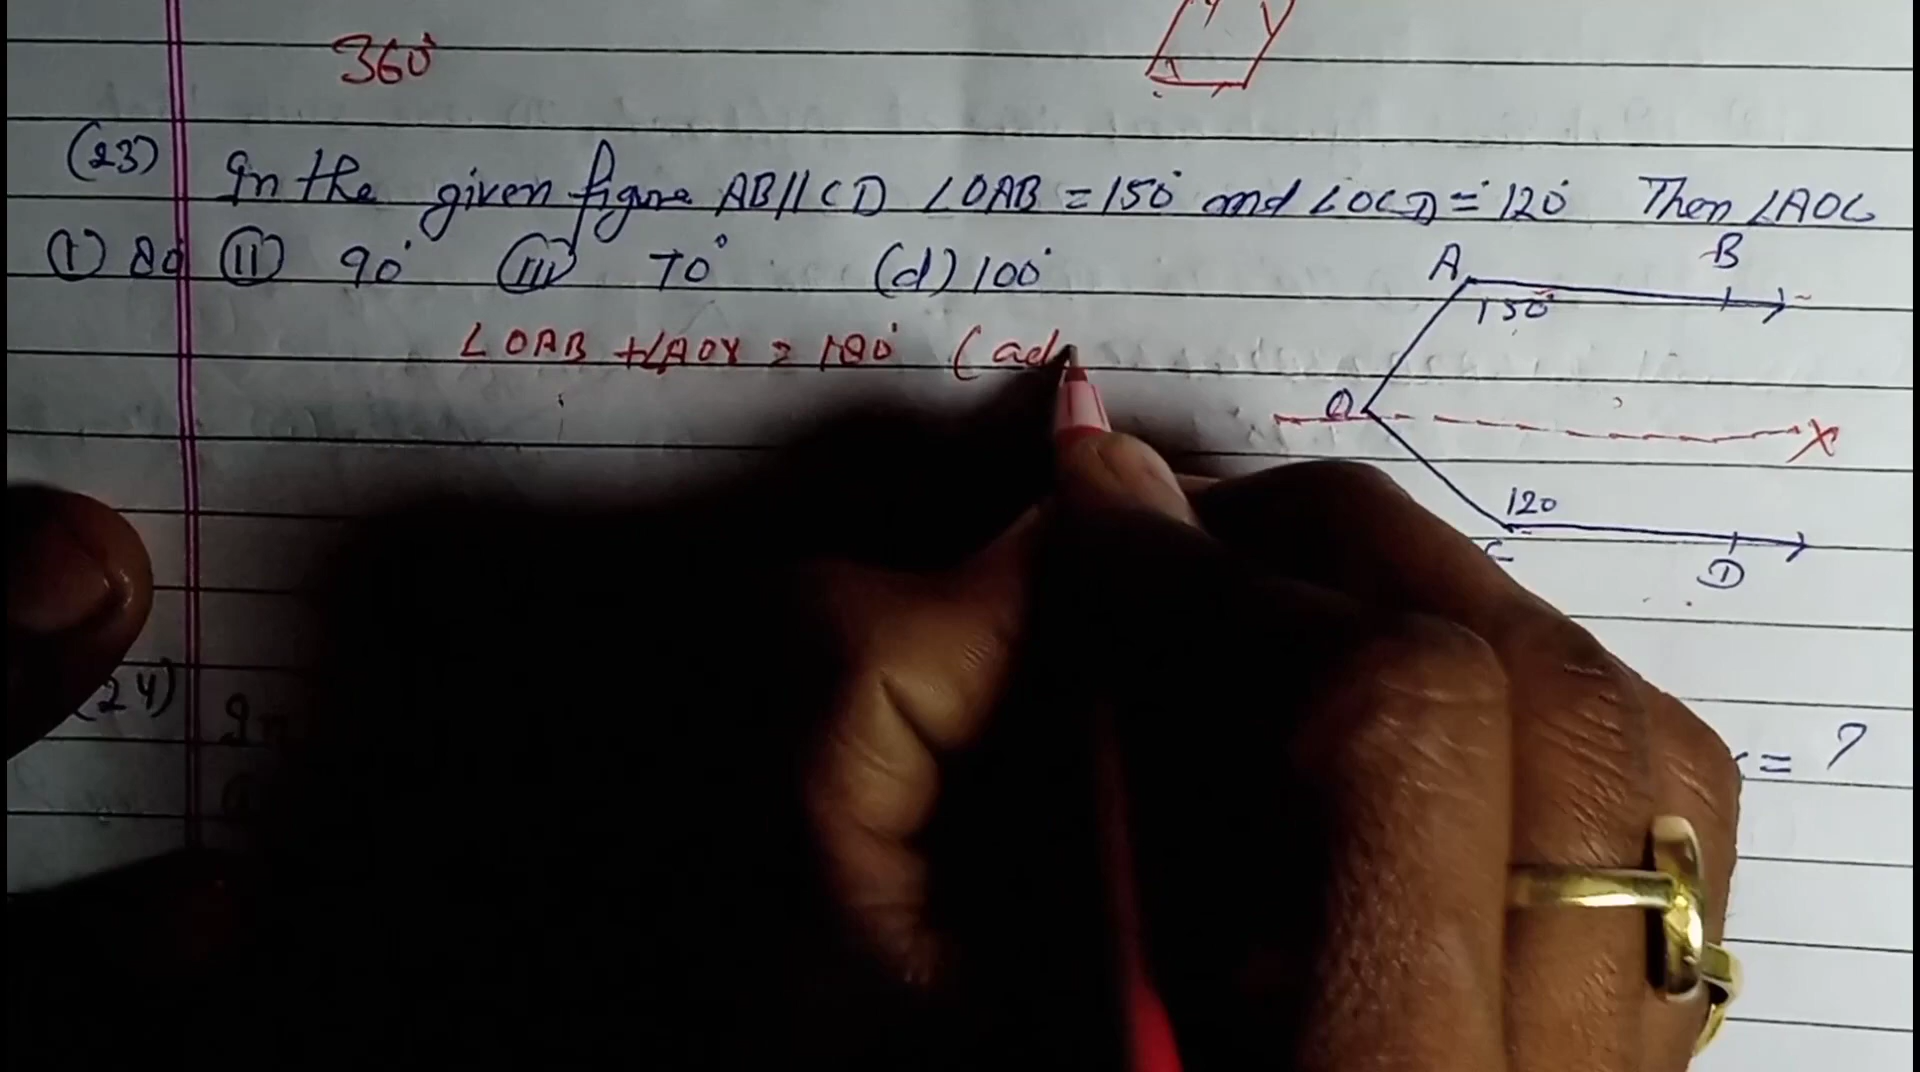 360°
(23) In the given figure AB||CD ∠OAB = 150° and ∠OCD = 120° Then ∠AOC
(I) 80 (II) 90° (III) 70° (d) 100°
A B
150°
∠OAB + ∠AOX = 180° (ad
O X
120
C D
(24)
= ?